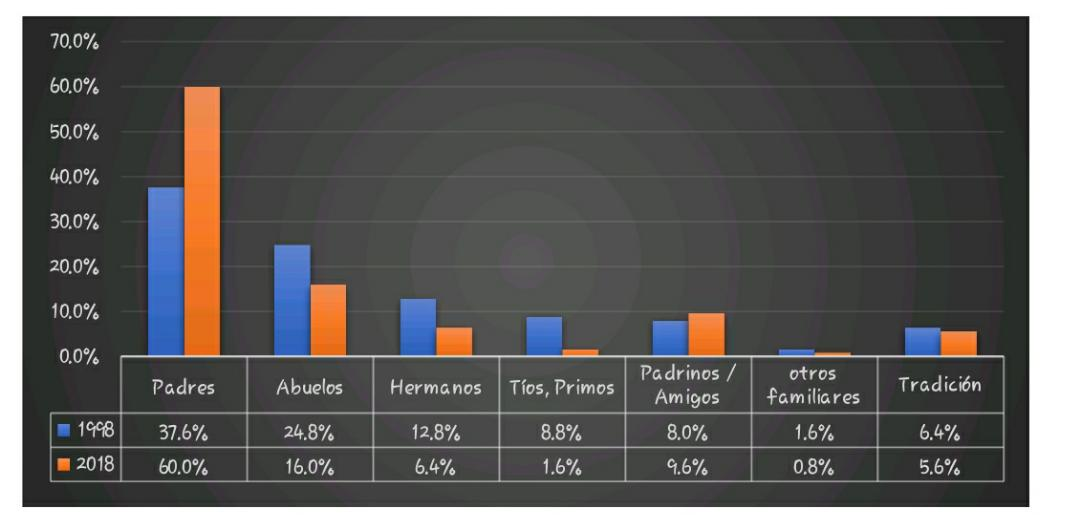 70.0%
60.0%
50.0%
40.0%
30.0%
20.0%
10.0%
0.0%
Padres Abuelos Hermanos Tíos, Primos Padrinos / Amigos otros familiares Tradición
1998 37.6% 24.8% 12.8% 8.8% 8.0% 1.6% 6.4%
2018 60.0% 16.0% 6.4% 1.6% 9.6% 0.8% 5.6%